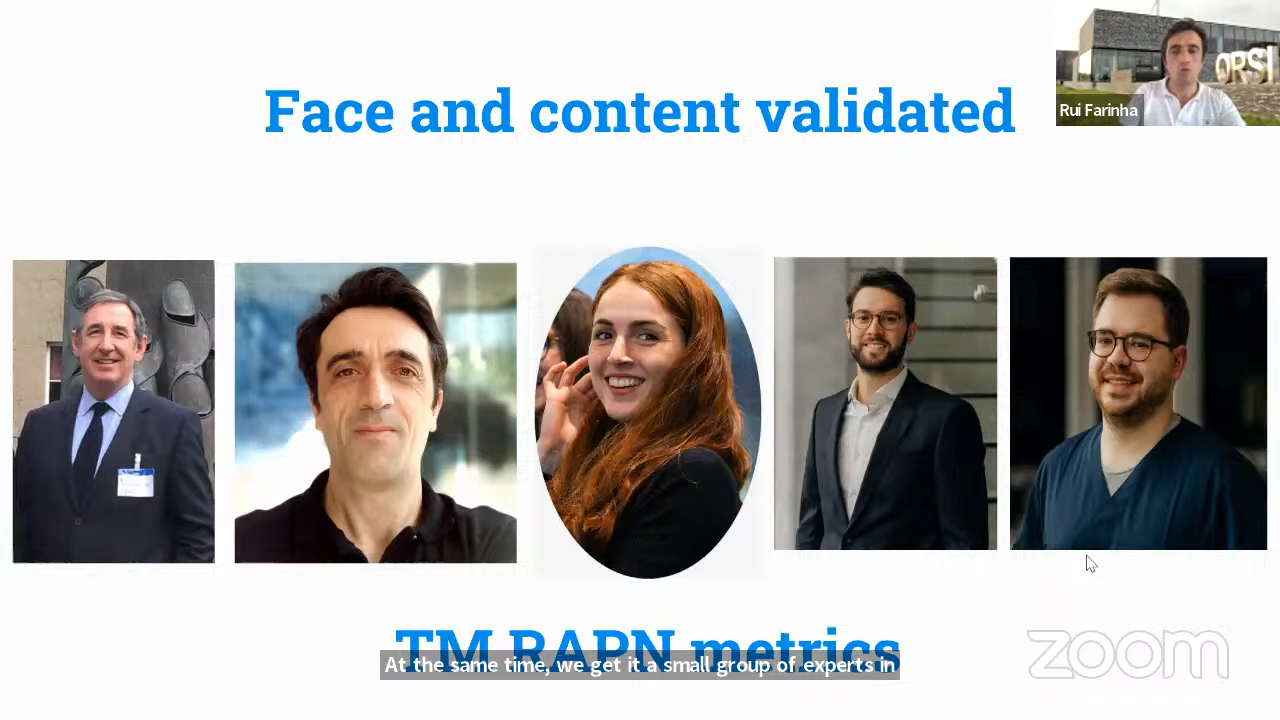 Face and content validated
ORSI
Rui Farinha
TM RAPN metrics
At the same time, we get it a small group of experts in
zoom